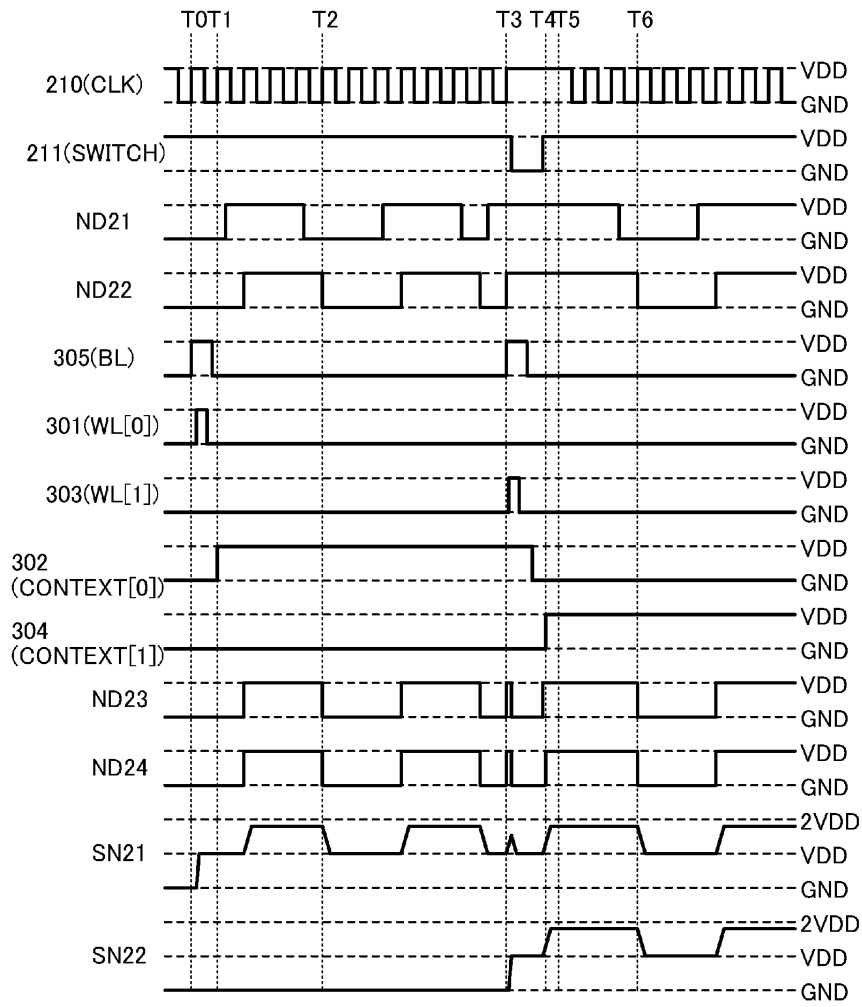 T0T1 T2 T3 T4T5 T6
210(CLK) VDD
GND
211(SWITCH) VDD
GND
ND21 VDD
GND
ND22 VDD
GND
305(BL) VDD
GND
301(WL[0]) VDD
GND
303(WL[1]) VDD
GND
302 VDD
(CONTEXT[0]) GND
304 VDD
(CONTEXT[1]) GND
ND23 VDD
GND
ND24 VDD
GND
2VDD
SN21 VDD
GND
2VDD
SN22 VDD
GND